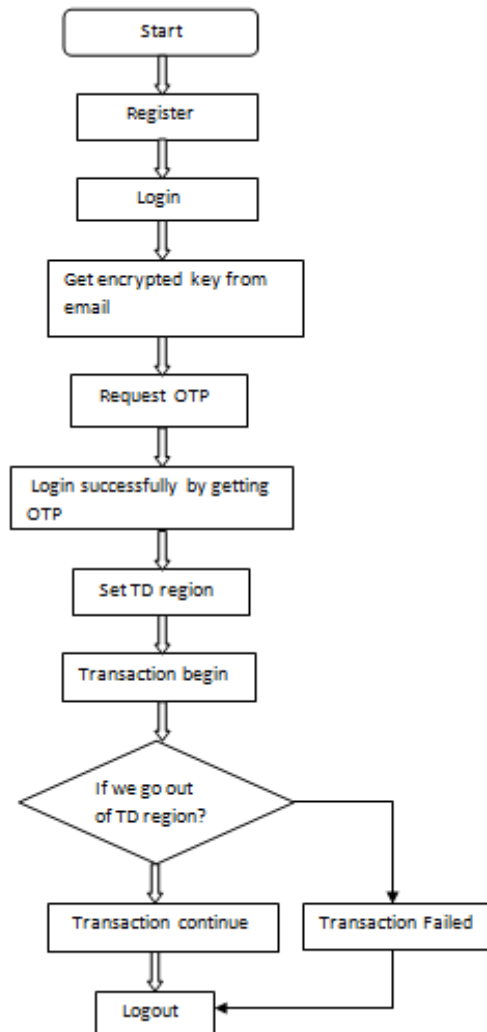 Start
Register
Login
Get encrypted key from
email
Request OTP
Login successfully by getting
OTP
Set TD region
Transaction begin
If we go out
of TD region?
Transaction continue
Transaction Failed
Logout